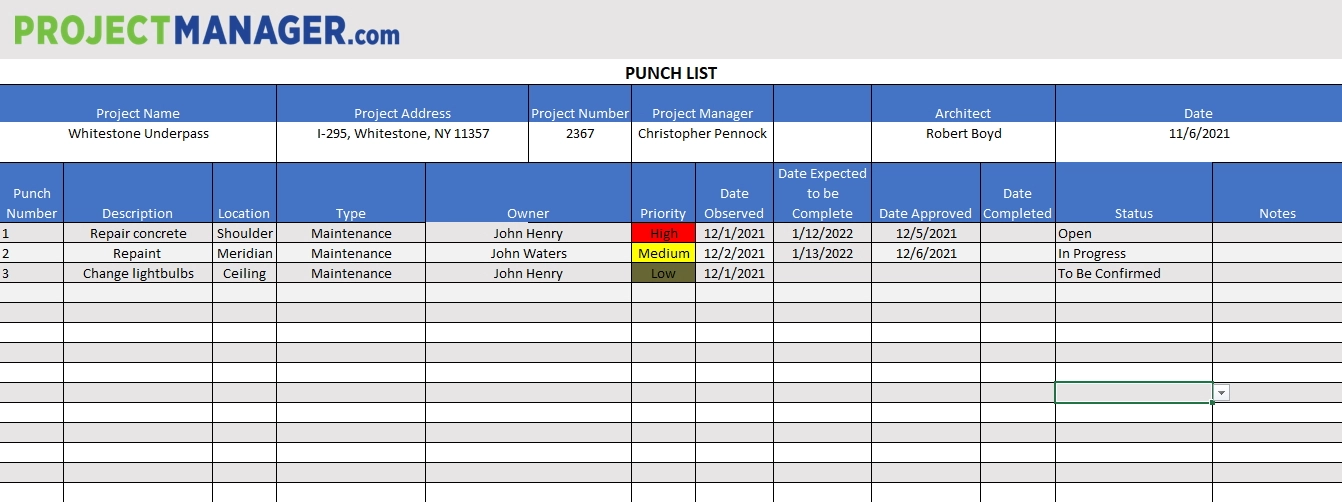 PROJECTMANAGER.com
PUNCH LIST
Project Name Project Address Project Number Project Manager Architect Date
Whitestone Underpass I-295, Whitestone, NY 11357 2367 Christopher Pennock Robert Boyd 11/6/2021
Punch Number Description Location Type Owner Priority Date Observed Date Expected to be Complete Date Approved Date Completed Status Notes
1 Repair concrete Shoulder Maintenance John Henry High 12/1/2021 1/12/2022 12/5/2021 Open
2 Repaint Meridian Maintenance John Waters Medium 12/2/2021 1/13/2022 12/6/2021 In Progress
3 Change lightbulbs Ceiling Maintenance John Henry Low 12/1/2021 To Be Confirmed